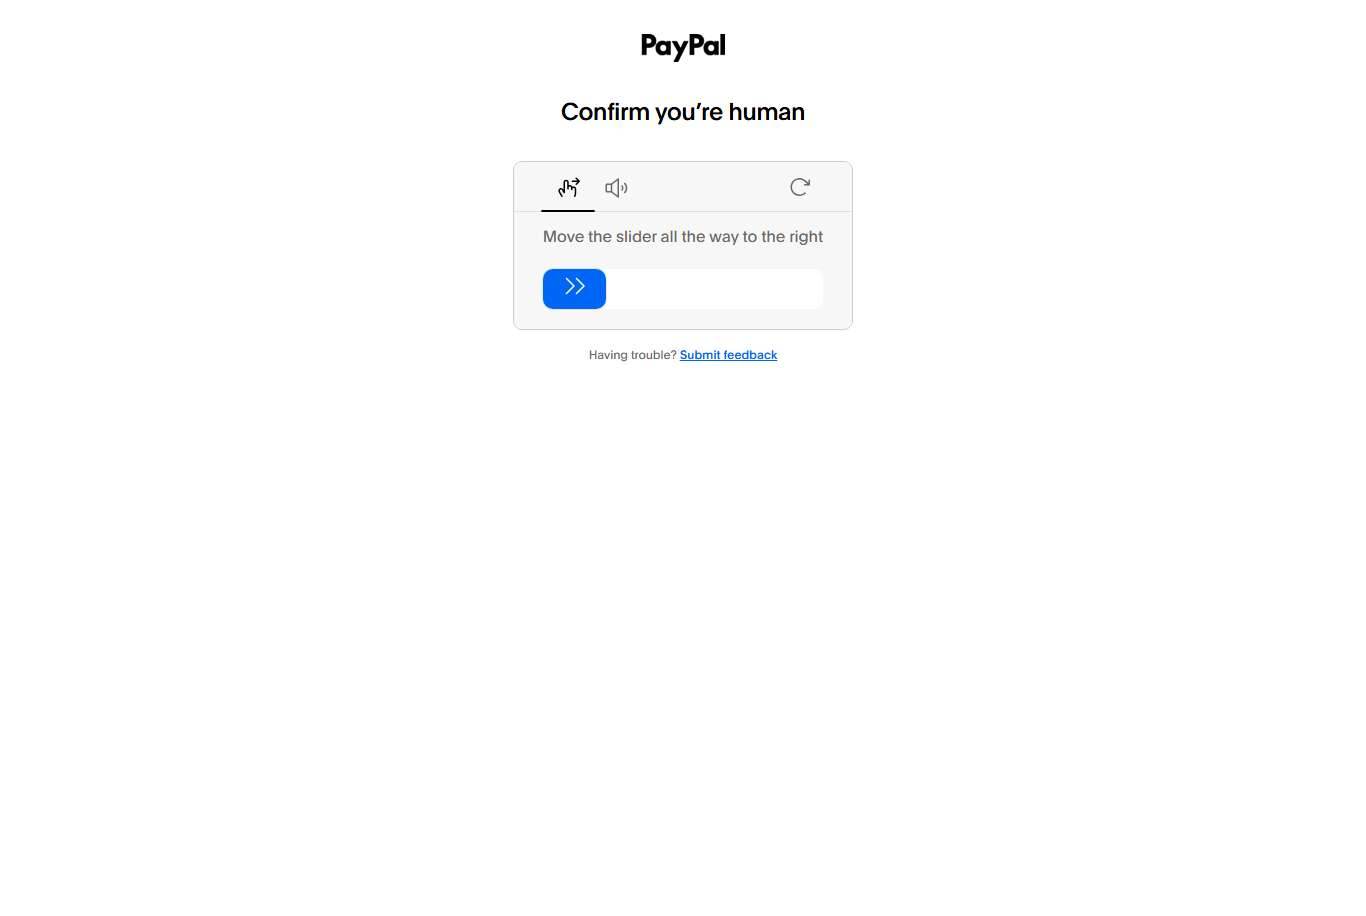 PayPal
Confirm you’re human
Move the slider all the way to the right
Having trouble? Submit feedback